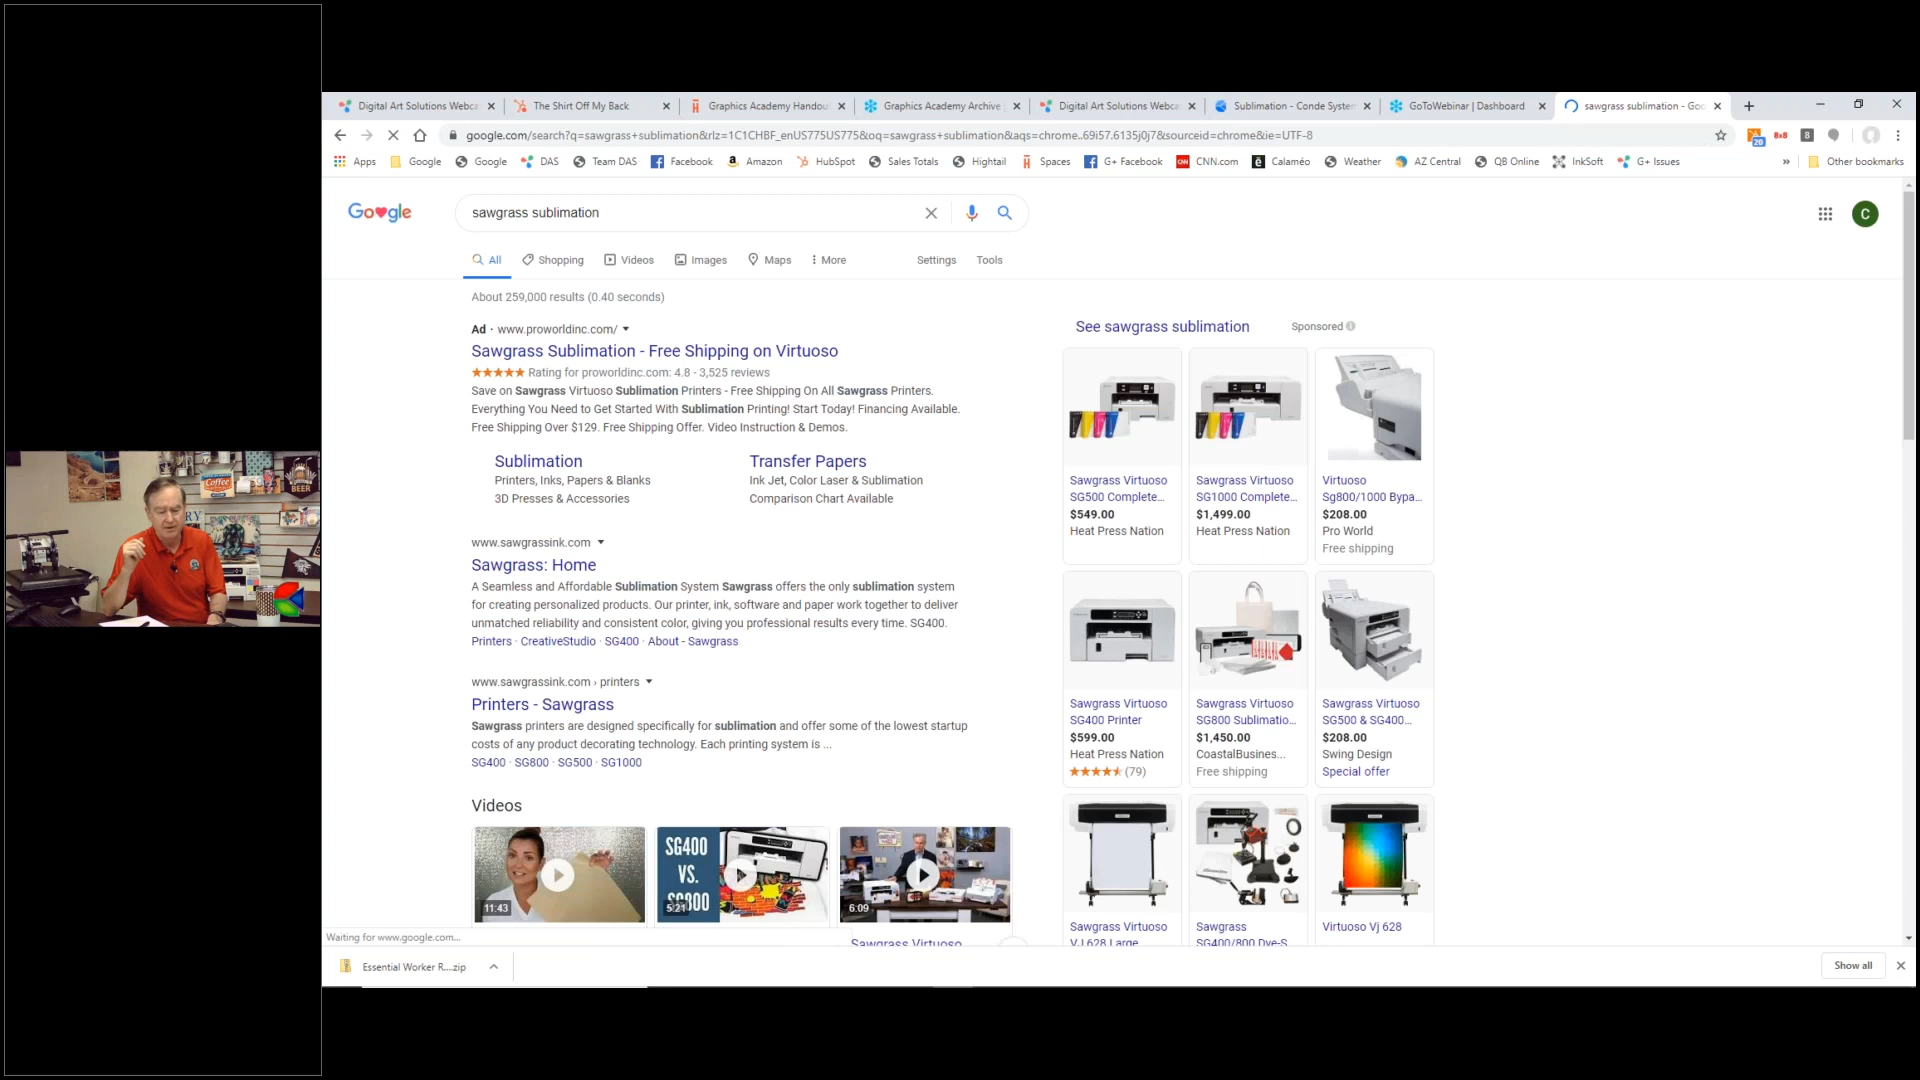 Digital Art Solutions Webca
The Shirt Off My Back
Graphics Academy Handou
Graphics Academy Archive
Digital Art Solutions Webca
Sublimation - Conde System
GoToWebinar | Dashboard
sawgrass sublimation - Goo
google.com/search?q=sawgrass+sublimation&rlz=1C1CHBF_enUS775US775&oq=sawgrass+sublimation&aqs=chrome..69i57.6135j0j7&sourceid=chrome&ie=UTF-8
20
8x8
8
Apps Google Google DAS Team DAS Facebook Amazon HubSpot Sales Totals Hightail Spaces G+ Facebook CNN.com Calaméo Weather AZ Central QB Online InkSoft G+ Issues » Other bookmarks
sawgrass sublimation
C
All Shopping Videos Images Maps More Settings Tools
About 259,000 results (0.40 seconds)
Ad · www.proworldinc.com/
Sawgrass Sublimation - Free Shipping on Virtuoso
Rating for proworldinc.com: 4.8 - 3,525 reviews
Save on Sawgrass Virtuoso Sublimation Printers - Free Shipping On All Sawgrass Printers.
Everything You Need to Get Started With Sublimation Printing! Start Today! Financing Available.
Free Shipping Over $129. Free Shipping Offer. Video Instruction & Demos.
Sublimation
Printers, Inks, Papers & Blanks
3D Presses & Accessories
Transfer Papers
Ink Jet, Color Laser & Sublimation
Comparison Chart Available
www.sawgrassink.com
Sawgrass: Home
A Seamless and Affordable Sublimation System Sawgrass offers the only sublimation system
for creating personalized products. Our printer, ink, software and paper work together to deliver
unmatched reliability and consistent color, giving you professional results every time. SG400.
Printers · CreativeStudio · SG400 · About - Sawgrass
www.sawgrassink.com › printers
Printers - Sawgrass
Sawgrass printers are designed specifically for sublimation and offer some of the lowest startup
costs of any product decorating technology. Each printing system is ...
SG400 · SG800 · SG500 · SG1000
Videos
11:43
SG400
VS.
SG800
5:21
6:09
Sawgrass Virtuoso
See sawgrass sublimation
Sponsored
Sawgrass Virtuoso
SG500 Complete...
$549.00
Heat Press Nation
Sawgrass Virtuoso
SG1000 Complete...
$1,499.00
Heat Press Nation
Virtuoso
Sg800/1000 Bypa...
$208.00
Pro World
Free shipping
Sawgrass Virtuoso
SG400 Printer
$599.00
Heat Press Nation
(79)
Sawgrass Virtuoso
SG800 Sublimatio...
$1,450.00
CoastalBusines...
Free shipping
Sawgrass Virtuoso
SG500 & SG400...
$208.00
Swing Design
Special offer
Sawgrass Virtuoso
VJ 628 Large
Sawgrass
SG400/800 Dye-S
Virtuoso Vj 628
Waiting for www.google.com...
Essential Worker R....zip
Show all
Coffee
BEER